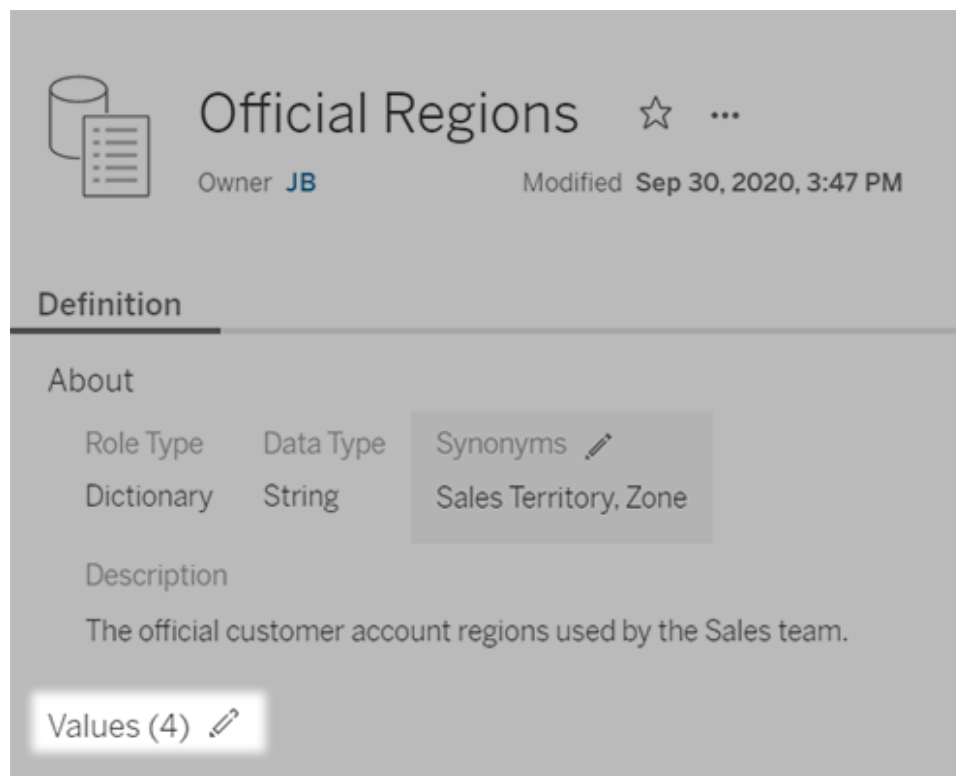 Official Regions
Owner JB Modified Sep 30, 2020, 3:47 PM
Definition
About
Role Type Data Type Synonyms
Dictionary String Sales Territory, Zone
Description
The official customer account regions used by the Sales team.
Values (4)